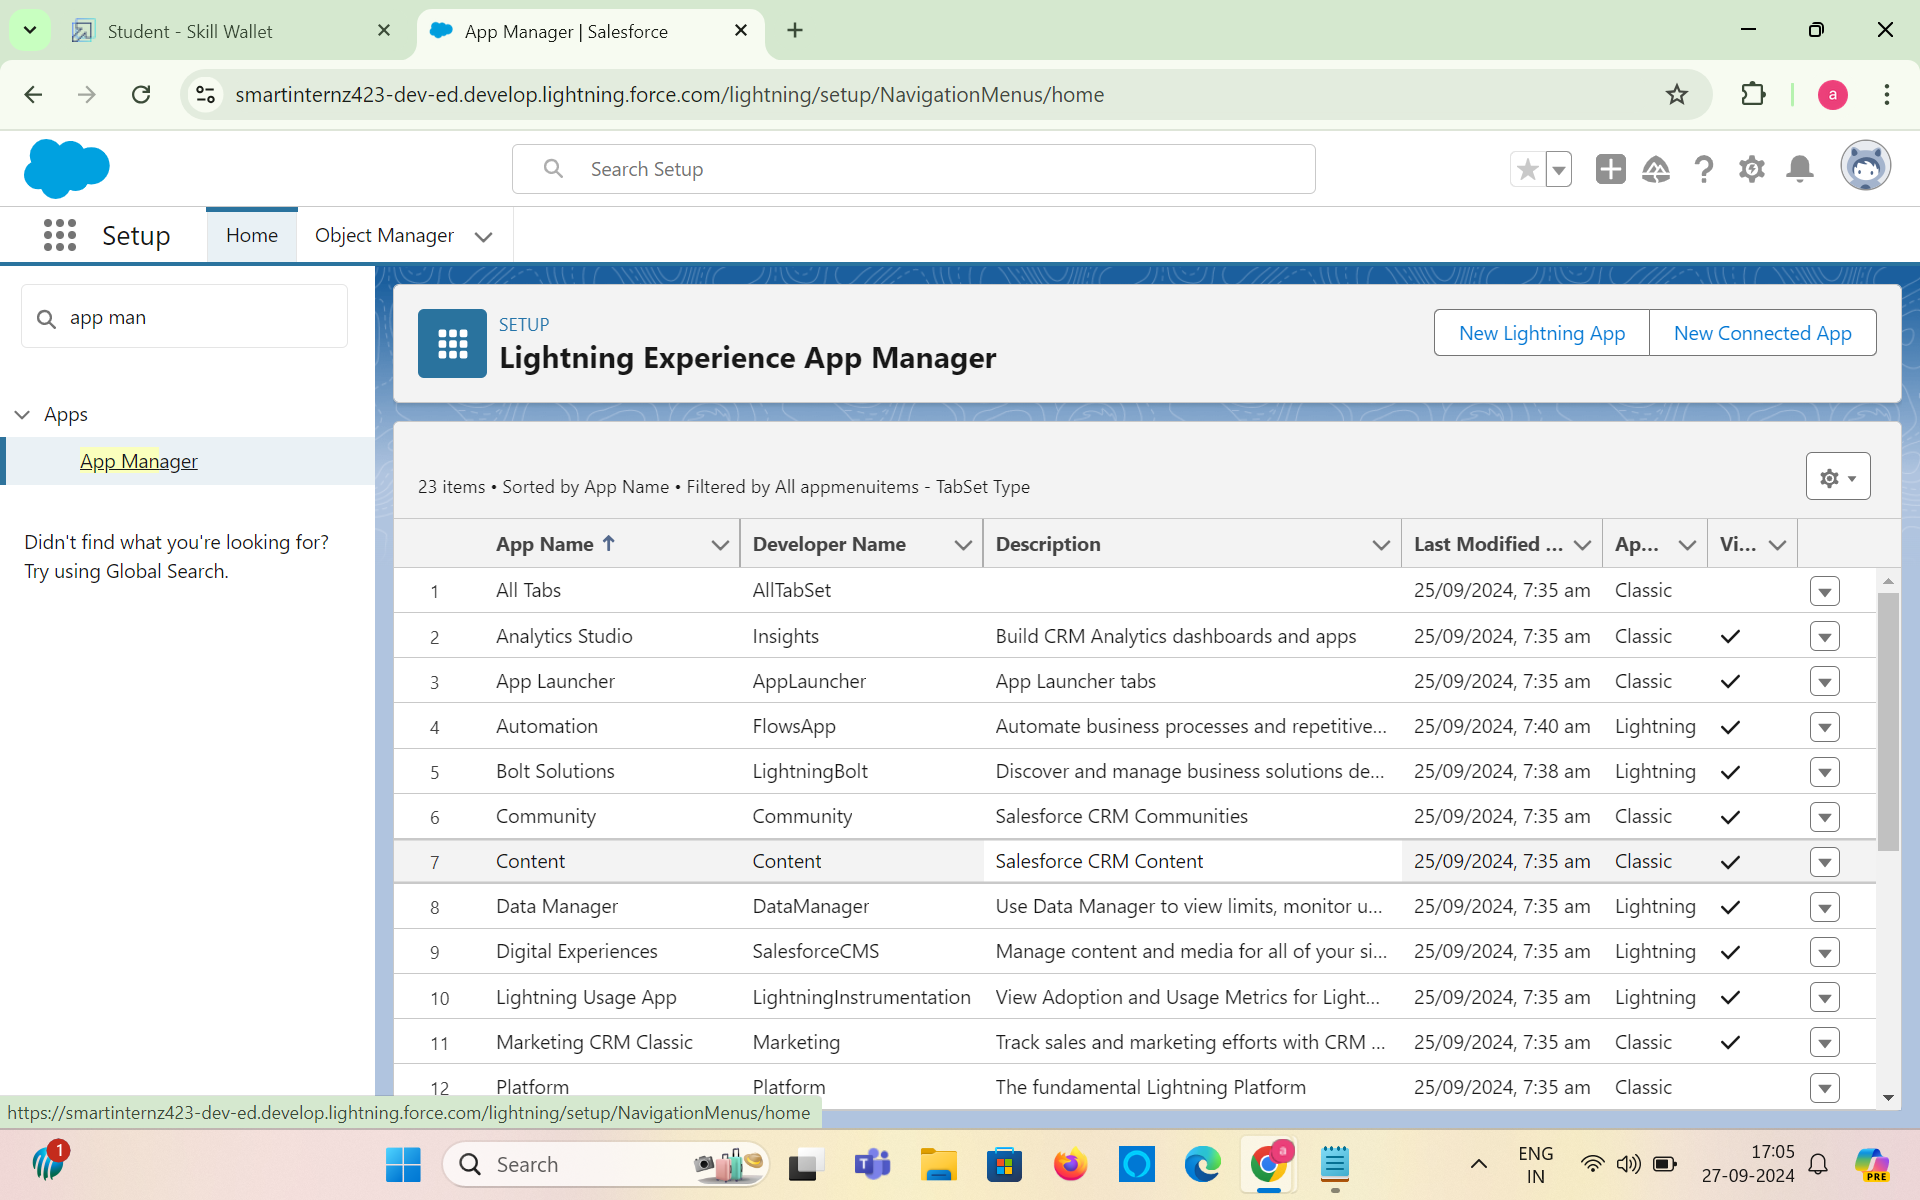 Student - Skill Wallet
App Manager | Salesforce
smartinternz423-dev-ed.develop.lightning.force.com/lightning/setup/NavigationMenus/home
a
Search Setup
Setup
Home
Object Manager
app man
Apps
App Manager
Didn't find what you're looking for?
Try using Global Search.
SETUP
Lightning Experience App Manager
New Lightning App
New Connected App
23 items • Sorted by App Name • Filtered by All appmenuitems - TabSet Type
App Name Developer Name Description Last Modified ... Ap... Vi...
1 All Tabs AllTabSet 25/09/2024, 7:35 am Classic
2 Analytics Studio Insights Build CRM Analytics dashboards and apps 25/09/2024, 7:35 am Classic
3 App Launcher AppLauncher App Launcher tabs 25/09/2024, 7:35 am Classic
4 Automation FlowsApp Automate business processes and repetitive... 25/09/2024, 7:40 am Lightning
5 Bolt Solutions LightningBolt Discover and manage business solutions de... 25/09/2024, 7:38 am Lightning
6 Community Community Salesforce CRM Communities 25/09/2024, 7:35 am Classic
7 Content Content Salesforce CRM Content 25/09/2024, 7:35 am Classic
8 Data Manager DataManager Use Data Manager to view limits, monitor u... 25/09/2024, 7:35 am Lightning
9 Digital Experiences SalesforceCMS Manage content and media for all of your si... 25/09/2024, 7:35 am Lightning
10 Lightning Usage App LightningInstrumentation View Adoption and Usage Metrics for Light... 25/09/2024, 7:35 am Lightning
11 Marketing CRM Classic Marketing Track sales and marketing efforts with CRM ... 25/09/2024, 7:35 am Classic
12 Platform Platform The fundamental Lightning Platform 25/09/2024, 7:35 am Classic
https://smartinternz423-dev-ed.develop.lightning.force.com/lightning/setup/NavigationMenus/home
1
Search
a
ENG
IN
17:05
27-09-2024
PRE